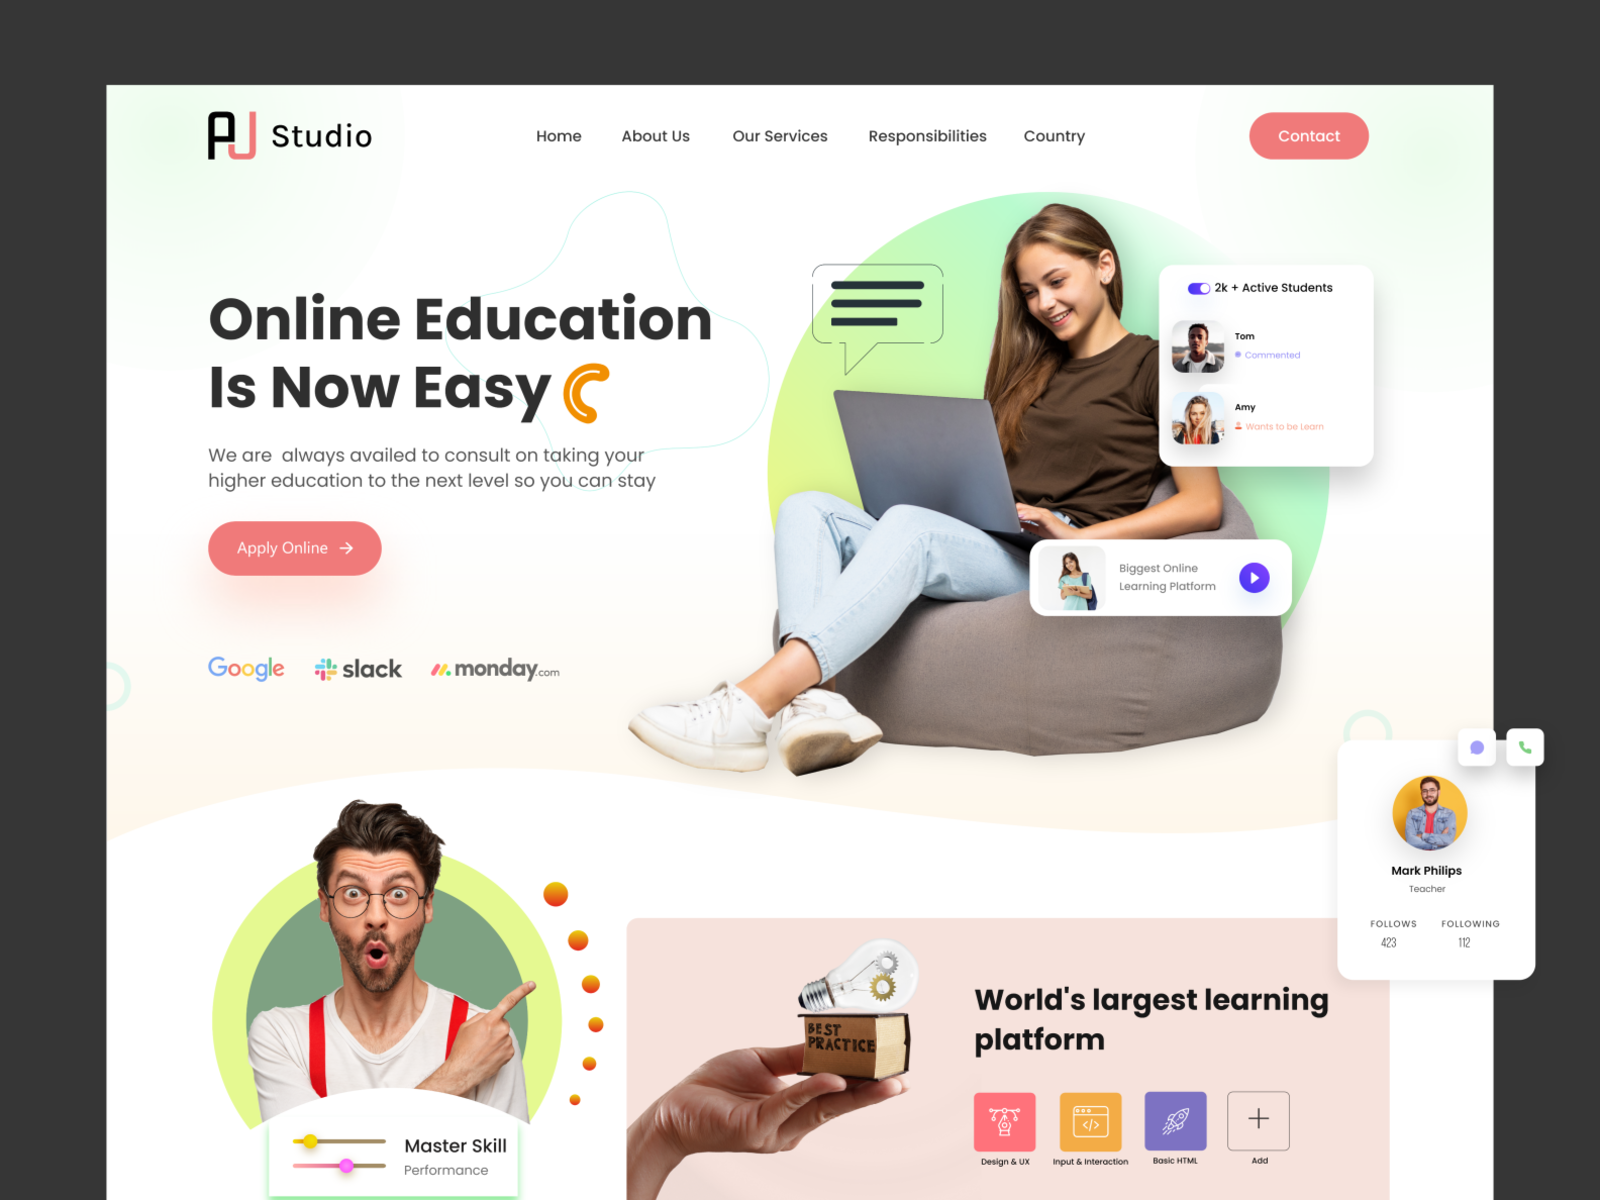 PJ Studio
Home
About Us
Our Services
Responsibilities
Country
Contact
Online Education
Is Now Easy
We are always availed to consult on taking your
higher education to the next level so you can stay
Apply Online
Google
slack
monday.com
2k + Active Students
Tom
Commented
Amy
Wants to be Learn
Biggest Online
Learning Platform
Mark Philips
Teacher
FOLLOWS
FOLLOWING
423
112
BEST
PRACTICE
World's largest learning
platform
Design & UX
Input & Interaction
Basic HTML
Add
Master Skill
Performance